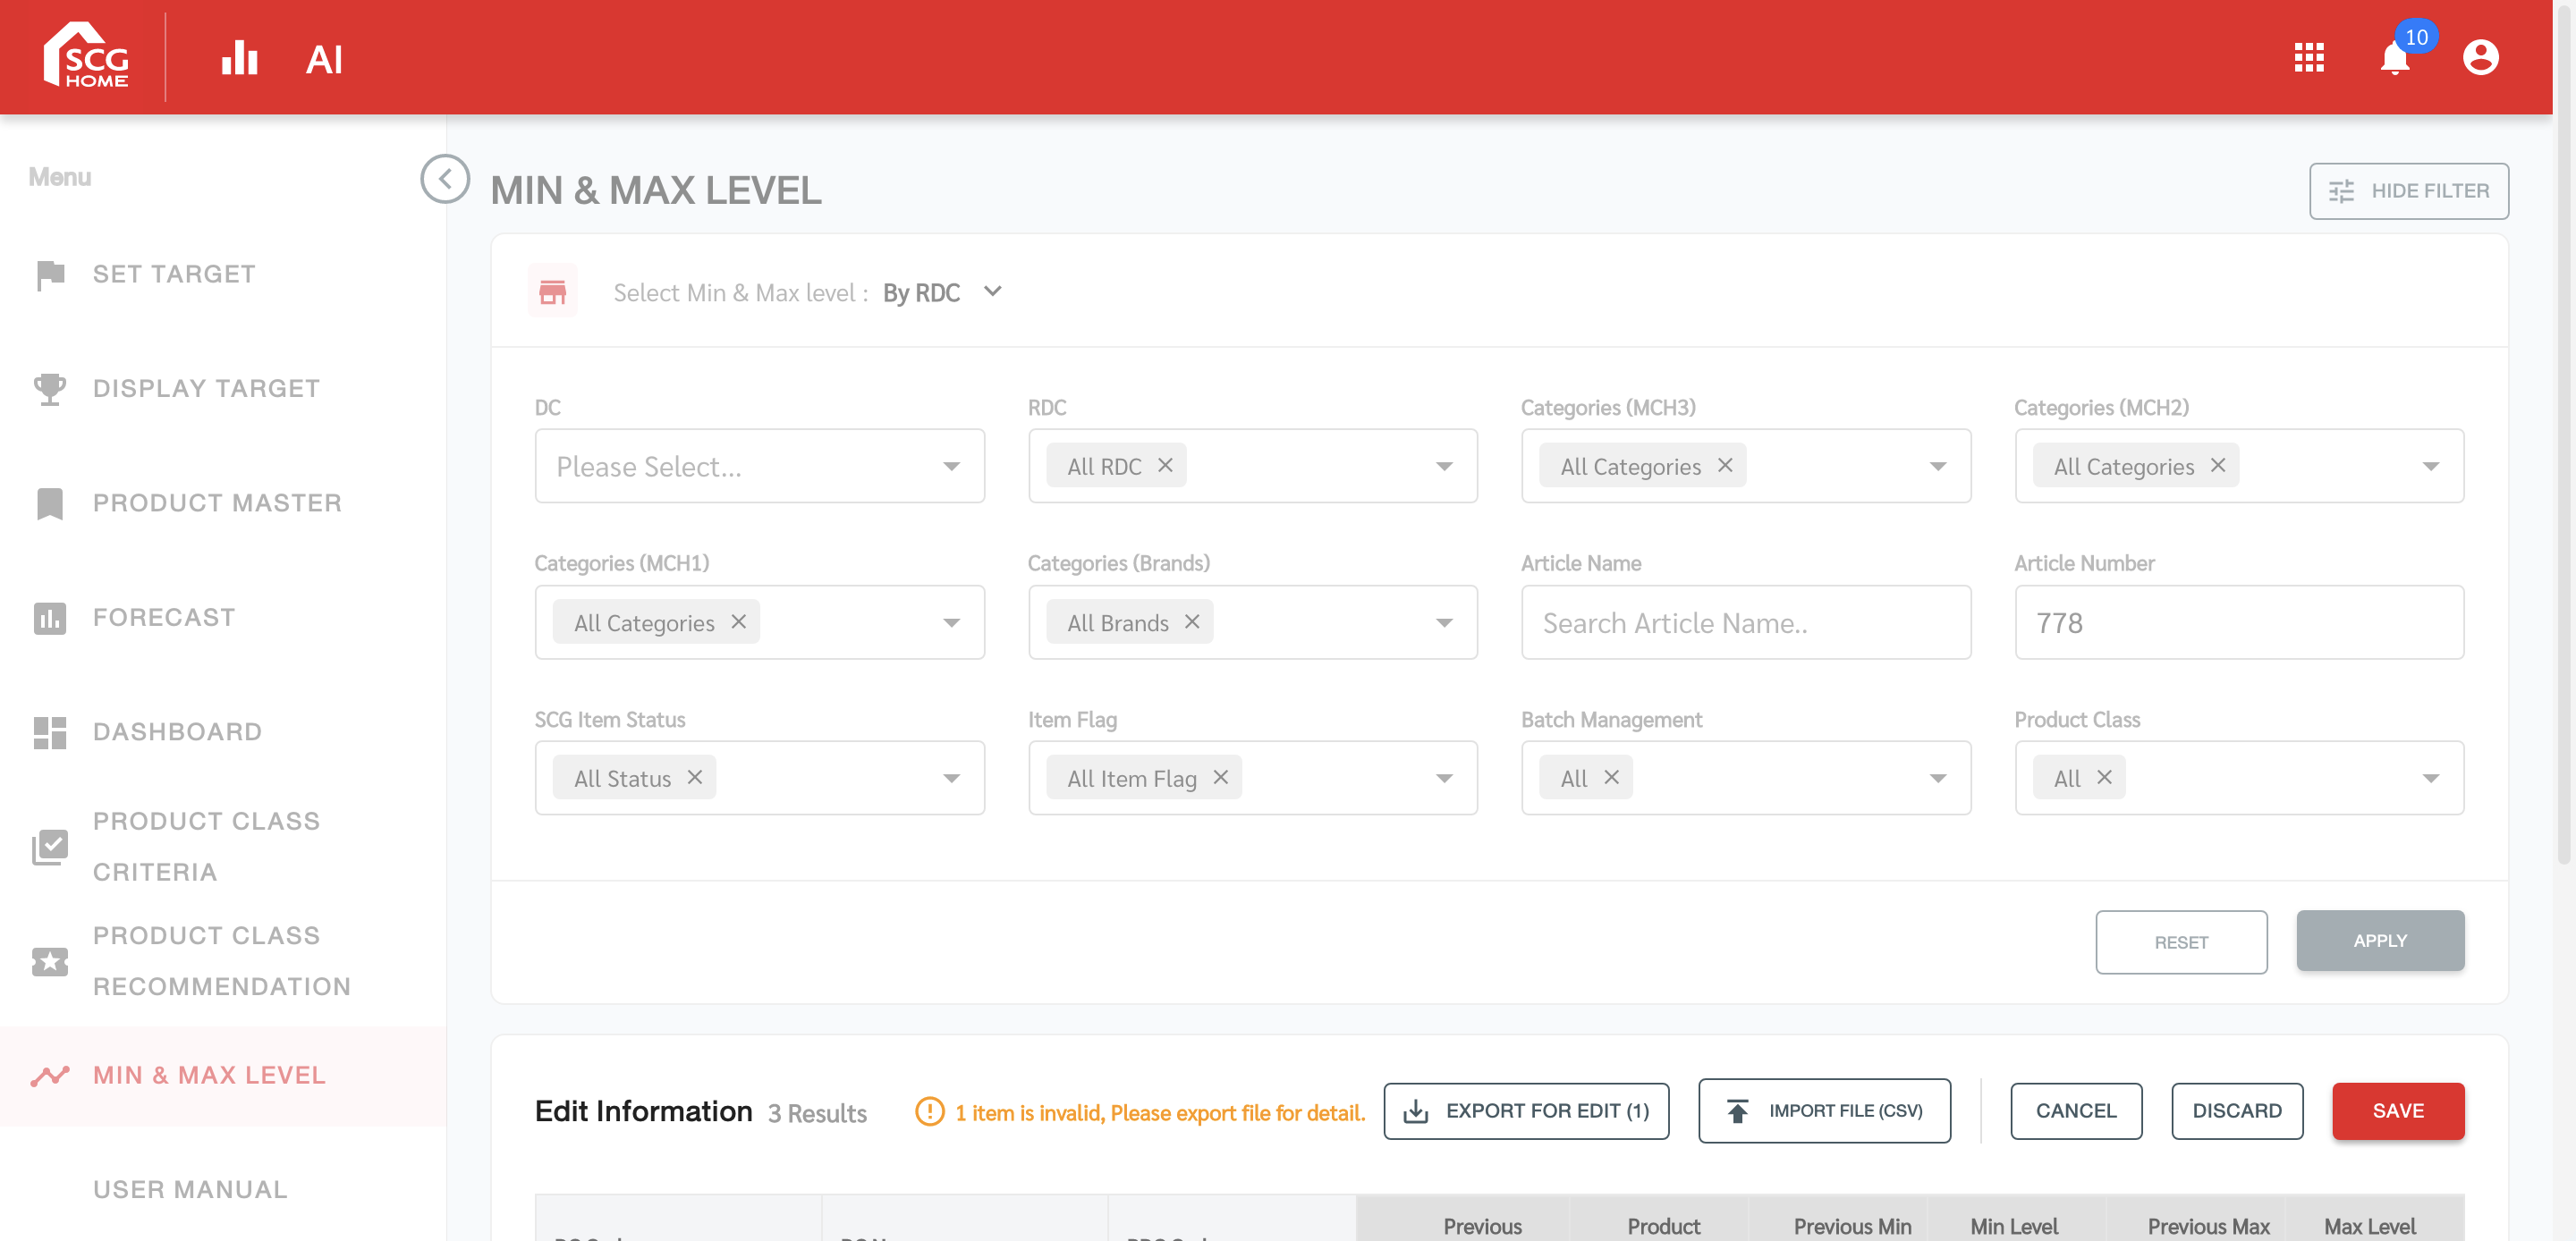 SCG
HOME
AI
10
Menu
SET TARGET
DISPLAY TARGET
PRODUCT MASTER
FORECAST
DASHBOARD
PRODUCT CLASS
CRITERIA
PRODUCT CLASS
RECOMMENDATION
MIN & MAX LEVEL
USER MANUAL
MIN & MAX LEVEL
HIDE FILTER
Select Min & Max level : By RDC
DC
RDC
Categories (MCH3)
Categories (MCH2)
Please Select...
All RDC
All Categories
All Categories
Categories (MCH1)
Categories (Brands)
Article Name
Article Number
All Categories
All Brands
Search Article Name..
778
SCG Item Status
Item Flag
Batch Management
Product Class
All Status
All Item Flag
All
All
RESET
APPLY
Edit Information 3 Results
1 item is invalid, Please export file for detail.
EXPORT FOR EDIT (1)
IMPORT FILE (CSV)
CANCEL
DISCARD
SAVE
Previous
Product
Previous Min
Min Level
Previous Max
Max Level